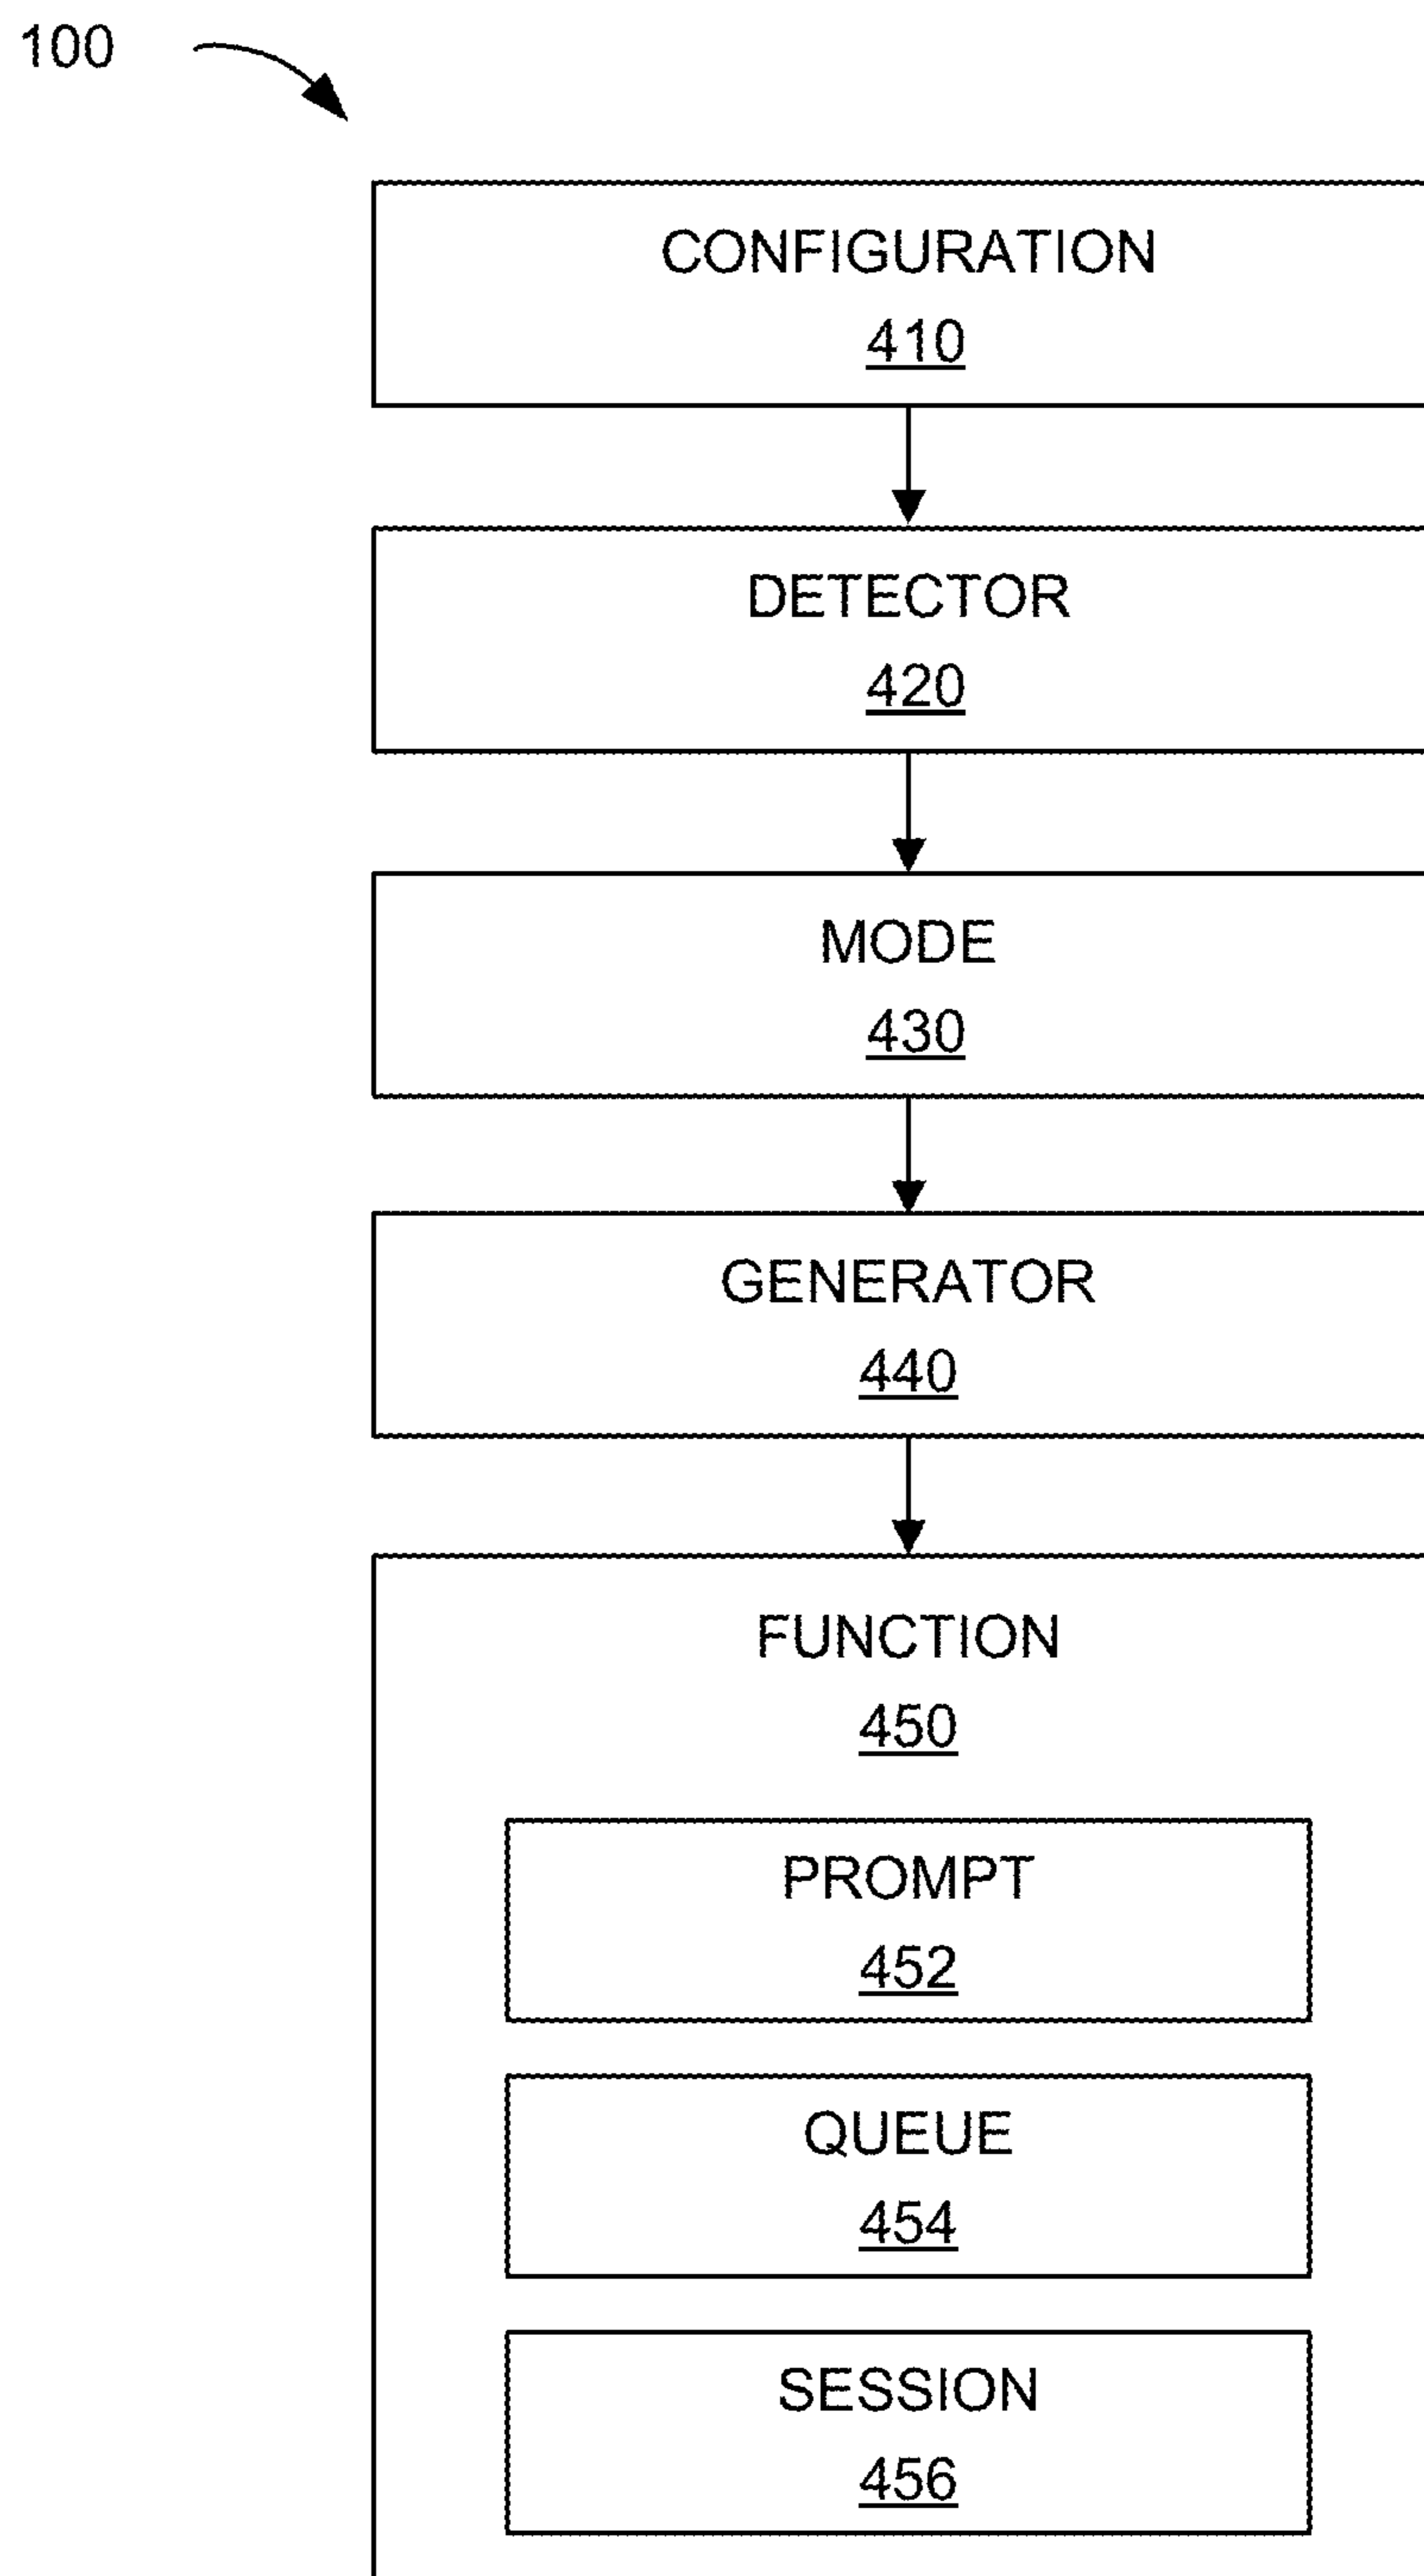 100
CONFIGURATION
410
DETECTOR
420
MODE
430
GENERATOR
440
FUNCTION
450
PROMPT
452
QUEUE
454
SESSION
456